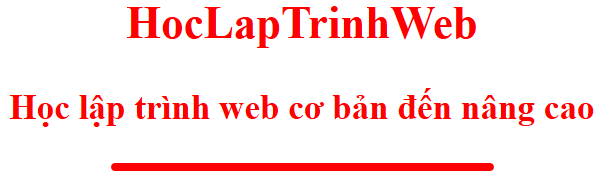 HocLapTrinhWeb
Học lập trình web cơ bản đến nâng cao